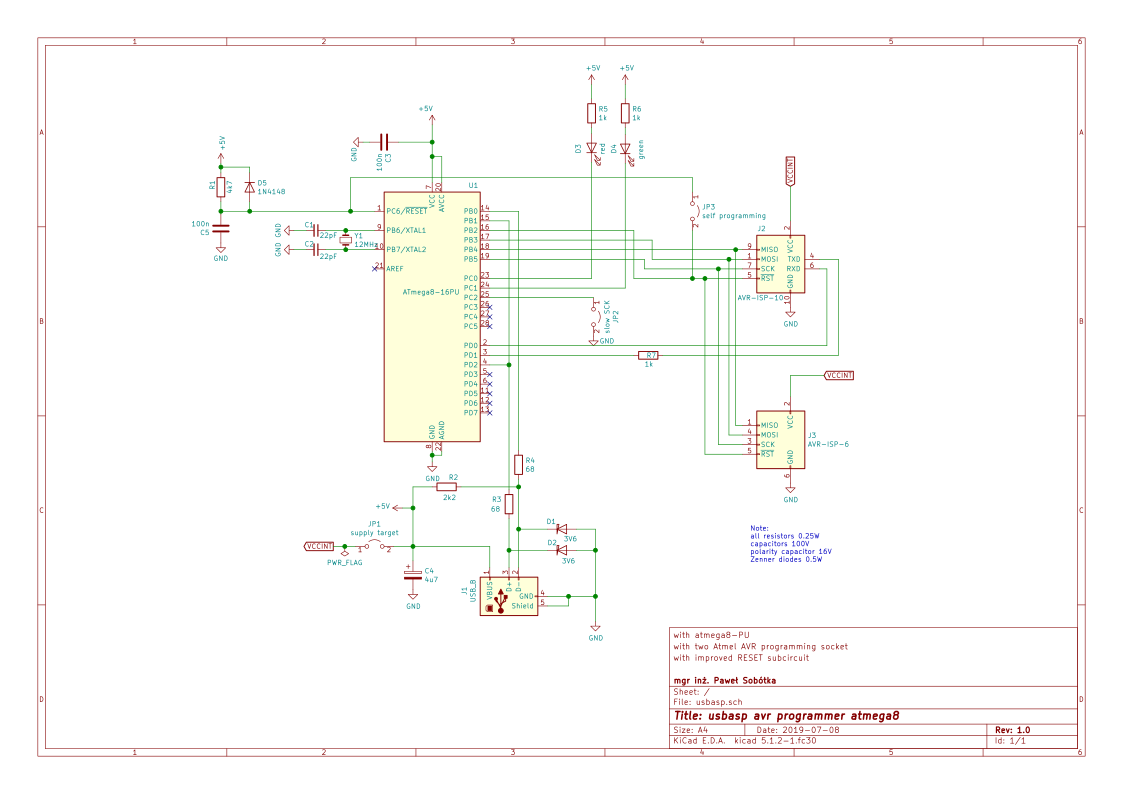 1 2 3 4 5 6
A
B
C
D
A
B
C
D
+5V
R1
4k7
D5
1N4148
100n
C5
GND
GND
100n
C3
+5V
GND
C1
22pF
GND
C2
22pF
Y1
12MHz
U1
ATmega8-16PU
7
VCC
20
AVCC
1 PC6/RESET
9 PB6/XTAL1
10 PB7/XTAL2
21 AREF
PB0 14
PB1 15
PB2 16
PB3 17
PB4 18
PB5 19
PC0 23
PC1 24
PC2 25
PC3 26
PC4 27
PC5 28
PD0 2
PD1 3
PD2 4
PD3 5
PD4 6
PD5 11
PD6 12
PD7 13
GND
8
AGND
22
GND
+5V
R5
1k
D3
red
+5V
R6
1k
D4
green
JP3
self programming
1
2
VCCINT
J2
2
VCC
9 MISO
1 MOSI
7 SCK
5 RST
TXD 4
RXD 6
GND
10
AVR-ISP-10
GND
slow SCK
JP2
1
2
GND
R7
1k
VCCINT
2
VCC
1 MISO
4 MOSI
3 SCK
5 RST
GND
6
J3
AVR-ISP-6
GND
R4
68
R2
2k2
R3
68
+5V
JP1
supply target
VCCINT
1 2
PWR_FLAG
C4
4u7
+
GND
D1
3V6
D2
3V6
J1
USB_B
1
VBUS
3
D+
2
D-
GND 4
Shield 5
GND
Note:
all resistors 0.25W
capacitors 100V
polarity capacitor 16V
Zenner diodes 0.5W
with atmega8-PU
with two Atmel AVR programming socket
with improved RESET subcircuit
mgr inż. Paweł Sobótka
Sheet: /
File: usbasp.sch
Title: usbasp avr programmer atmega8
Size: A4 Date: 2019-07-08 Rev: 1.0
KiCad E.D.A. kicad 5.1.2-1.fc30 Id: 1/1
1 2 3 4 5 6